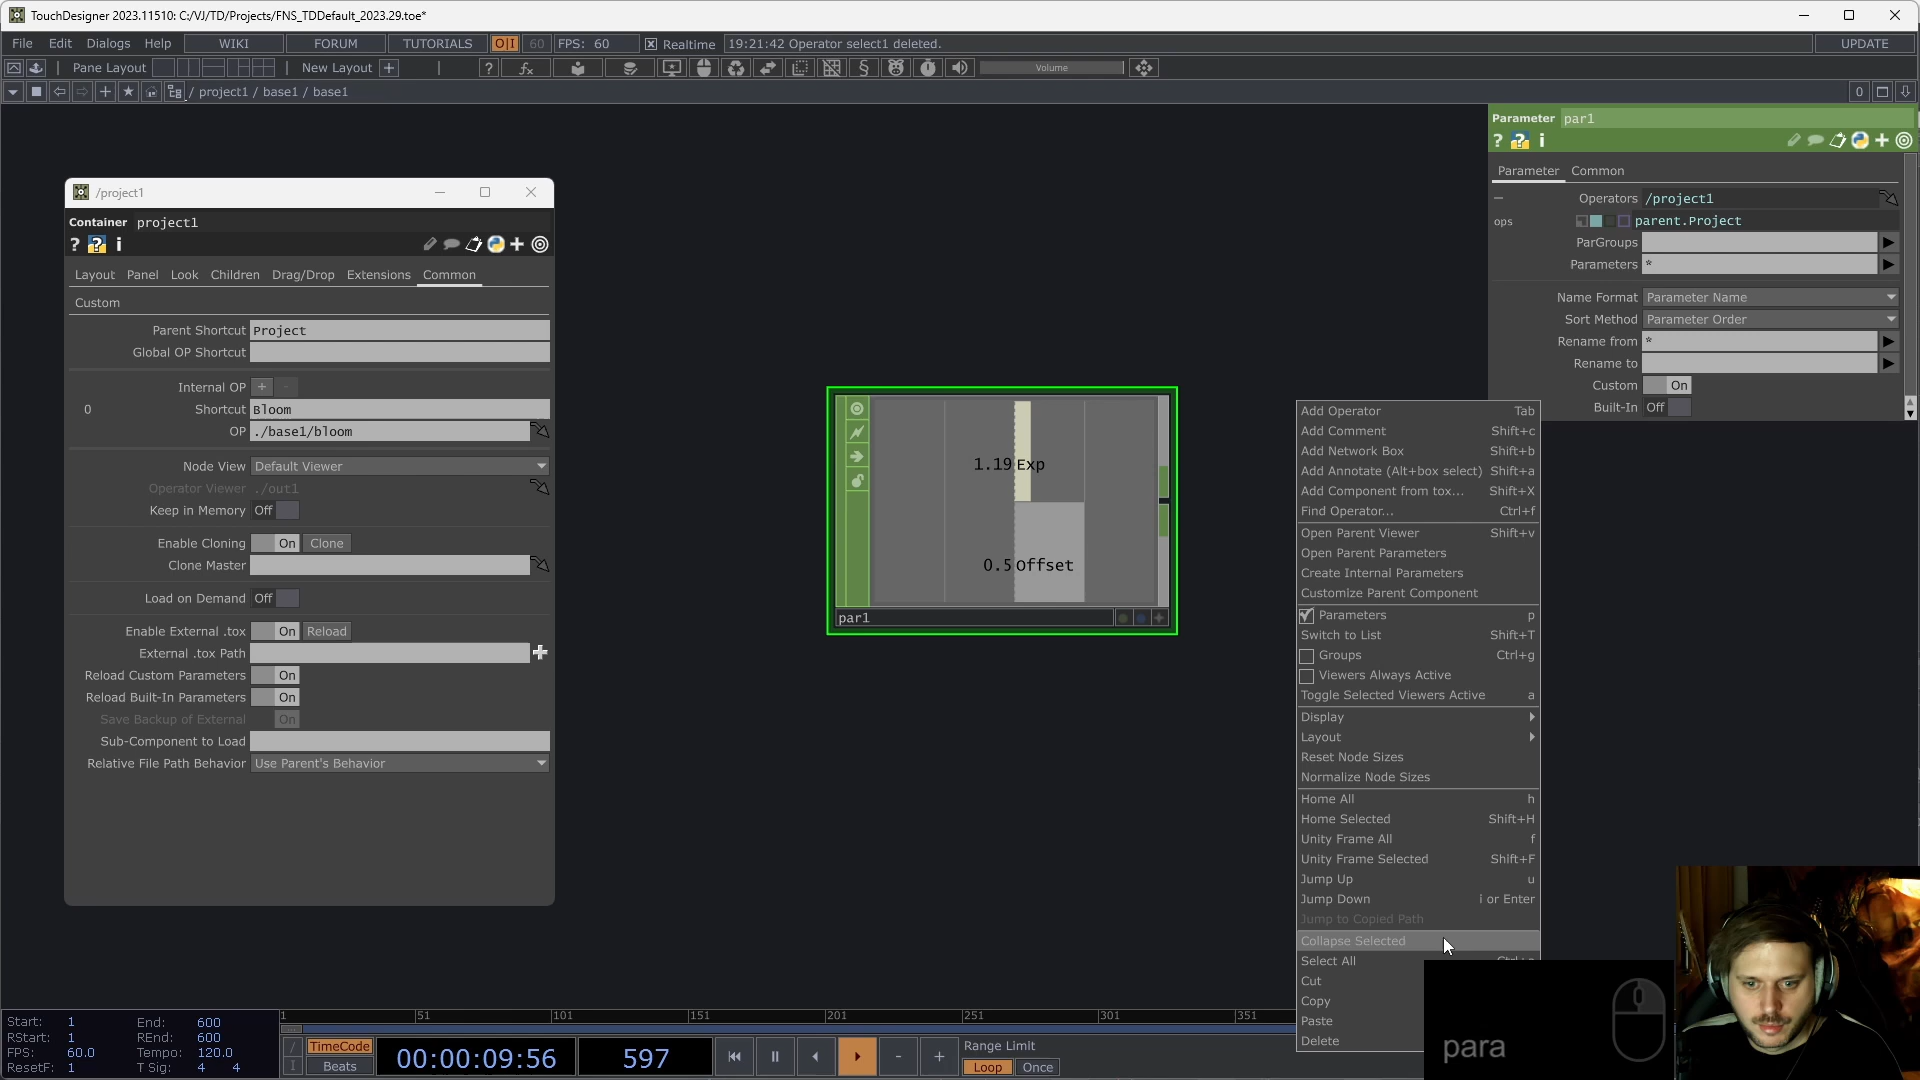 TouchDesigner 2023.11510: C:/VJ/TD/Projects/FNS_TDDefault_2023.29.toe*
File Edit Dialogs Help WIKI FORUM TUTORIALS O|I 60 FPS: 60 Realtime 19:21:42 Operator select1 deleted. UPDATE
Pane Layout New Layout + ? fx Volume
/ project1 / base1 / base1 0
Parameter par1
? ? i
Parameter Common
Operators /project1
ops parent.Project
ParGroups
Parameters *
Name Format Parameter Name
Sort Method Parameter Order
Rename from *
Rename to
Custom On
Built-In Off
/project1
Container project1
? ? i
Layout Panel Look Children Drag/Drop Extensions Common
Custom
Parent Shortcut Project
Global OP Shortcut
Internal OP + -
0 Shortcut Bloom
OP ./base1/bloom
Node View Default Viewer
Operator Viewer ./out1
Keep in Memory Off
Enable Cloning On Clone
Clone Master
Load on Demand Off
Enable External .tox On Reload
External .tox Path
Reload Custom Parameters On
Reload Built-In Parameters On
Save Backup of External On
Sub-Component to Load
Relative File Path Behavior Use Parent's Behavior
1.19 Exp
0.5 Offset
par1
Add Operator Tab
Add Comment Shift+c
Add Network Box Shift+b
Add Annotate (Alt+box select) Shift+a
Add Component from tox... Shift+X
Find Operator... Ctrl+f
Open Parent Viewer Shift+v
Open Parent Parameters
Create Internal Parameters
Customize Parent Component
Parameters p
Switch to List Shift+T
Groups Ctrl+g
Viewers Always Active
Toggle Selected Viewers Active a
Display
Layout
Reset Node Sizes
Normalize Node Sizes
Home All h
Home Selected Shift+H
Unity Frame All f
Unity Frame Selected Shift+F
Jump Up u
Jump Down i or Enter
Jump to Copied Path
Collapse Selected
Select All
Cut
Copy
Paste
Delete
para
Start: 1 End: 600
RStart: 1 REnd: 600
FPS: 60.0 Tempo: 120.0
ResetF: 1 T Sig: 4 4
1 51 101 151 201 251 301 351
/ TimeCode
I Beats
00:00:09:56 597
- +
Range Limit
Loop Once